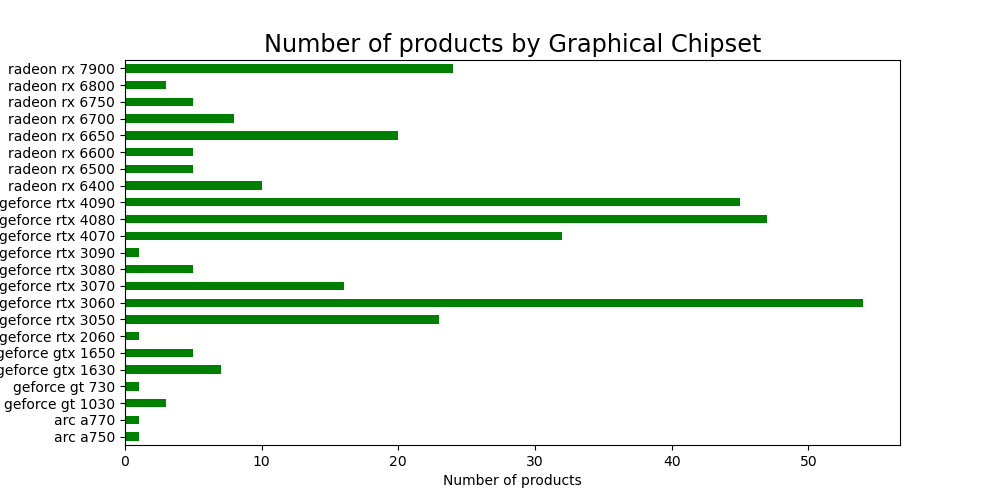 Number of products by Graphical Chipset
radeon rx 7900
radeon rx 6800
radeon rx 6750
radeon rx 6700
radeon rx 6650
radeon rx 6600
radeon rx 6500
radeon rx 6400
geforce rtx 4090
geforce rtx 4080
geforce rtx 4070
geforce rtx 3090
geforce rtx 3080
geforce rtx 3070
geforce rtx 3060
geforce rtx 3050
geforce rtx 2060
geforce gtx 1650
geforce gtx 1630
geforce gt 730
geforce gt 1030
arc a770
arc a750
0 10 20 30 40 50
Number of products